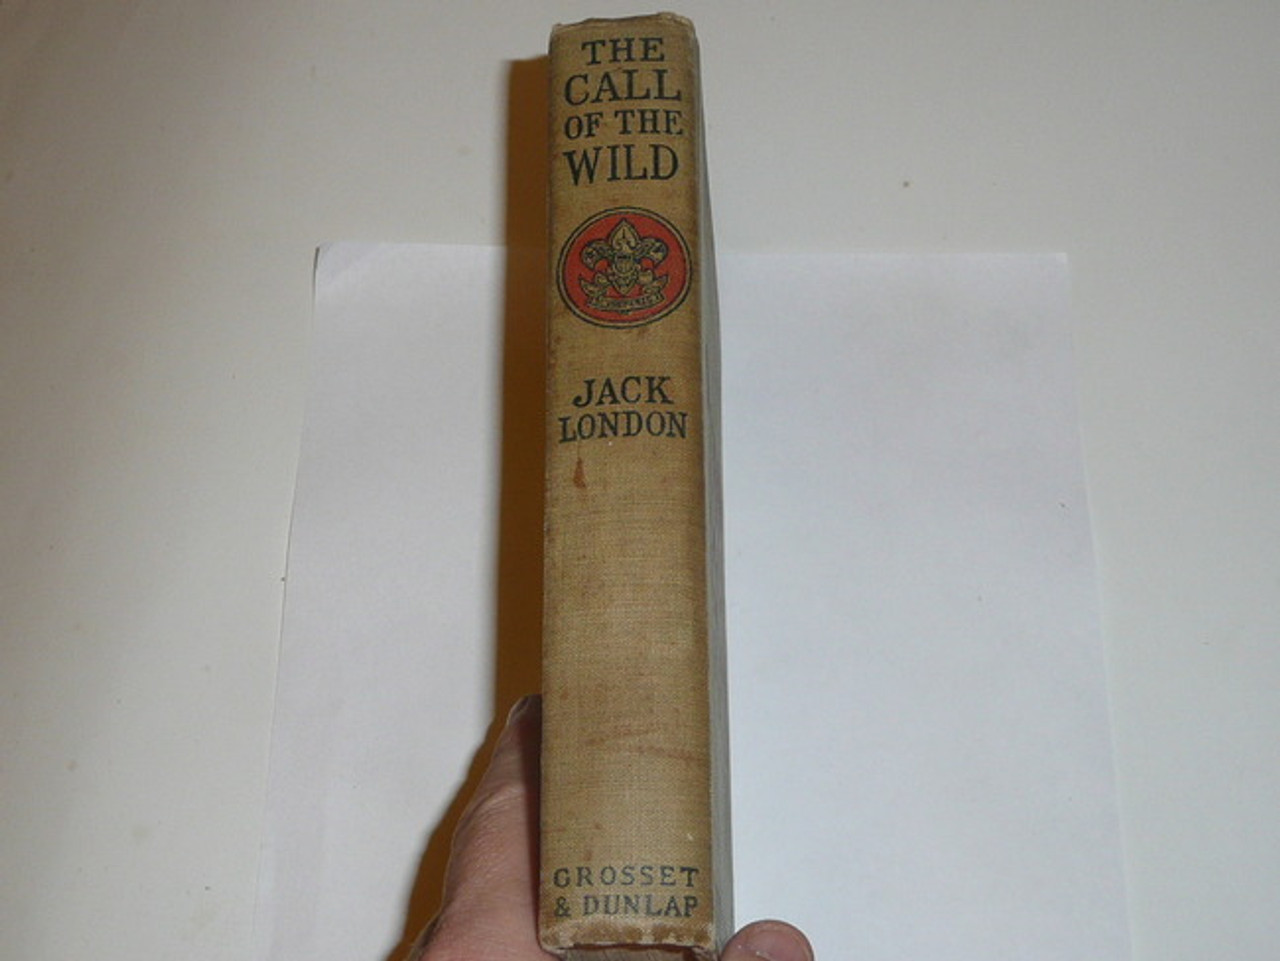 THE
CALL
OF THE
WILD
JACK
LONDON
GROSSET
& DUNLAP